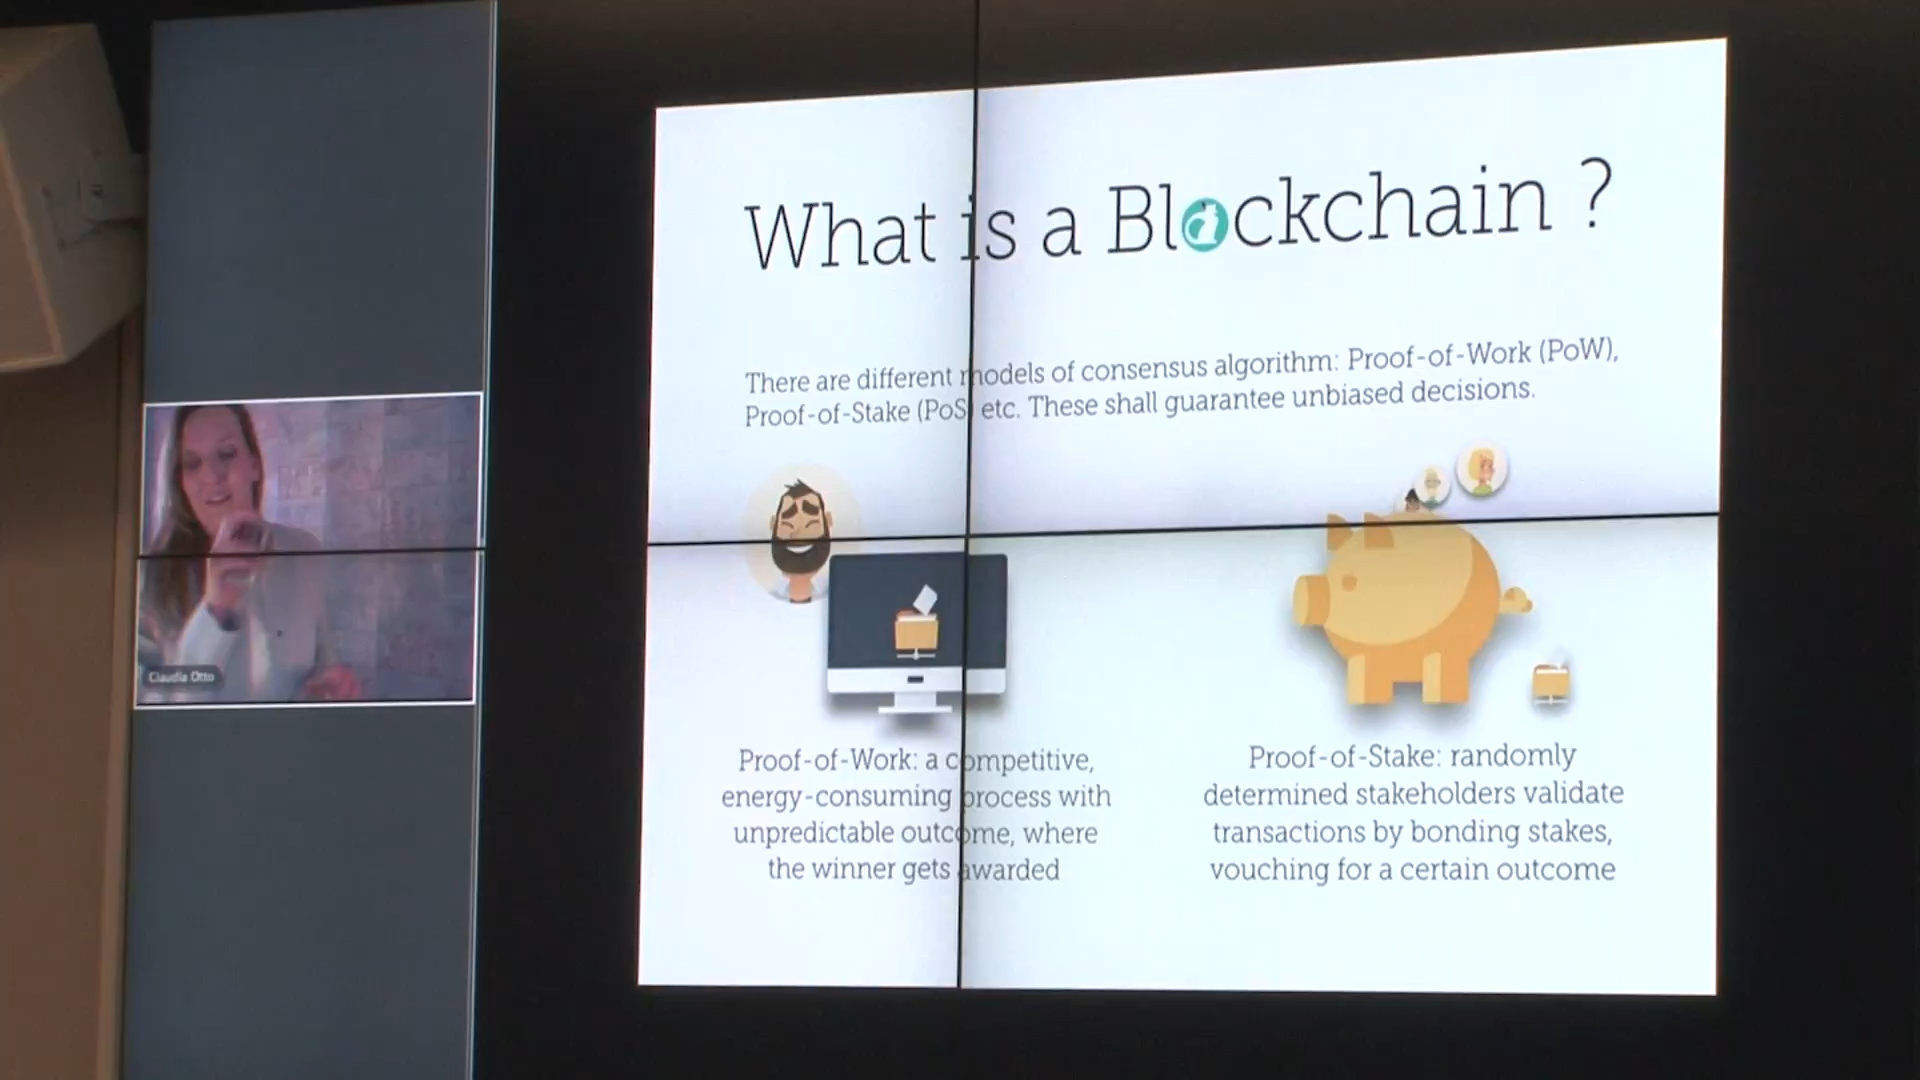 What is a Blockchain ?
There are different models of consensus algorithm: Proof-of-Work (PoW),
Proof-of-Stake (PoS) etc. These shall guarantee unbiased decisions.
Claudia Otto
Proof-of-Work: a competitive,
energy-consuming process with
unpredictable outcome, where
the winner gets awarded
Proof-of-Stake: randomly
determined stakeholders validate
transactions by bonding stakes,
vouching for a certain outcome